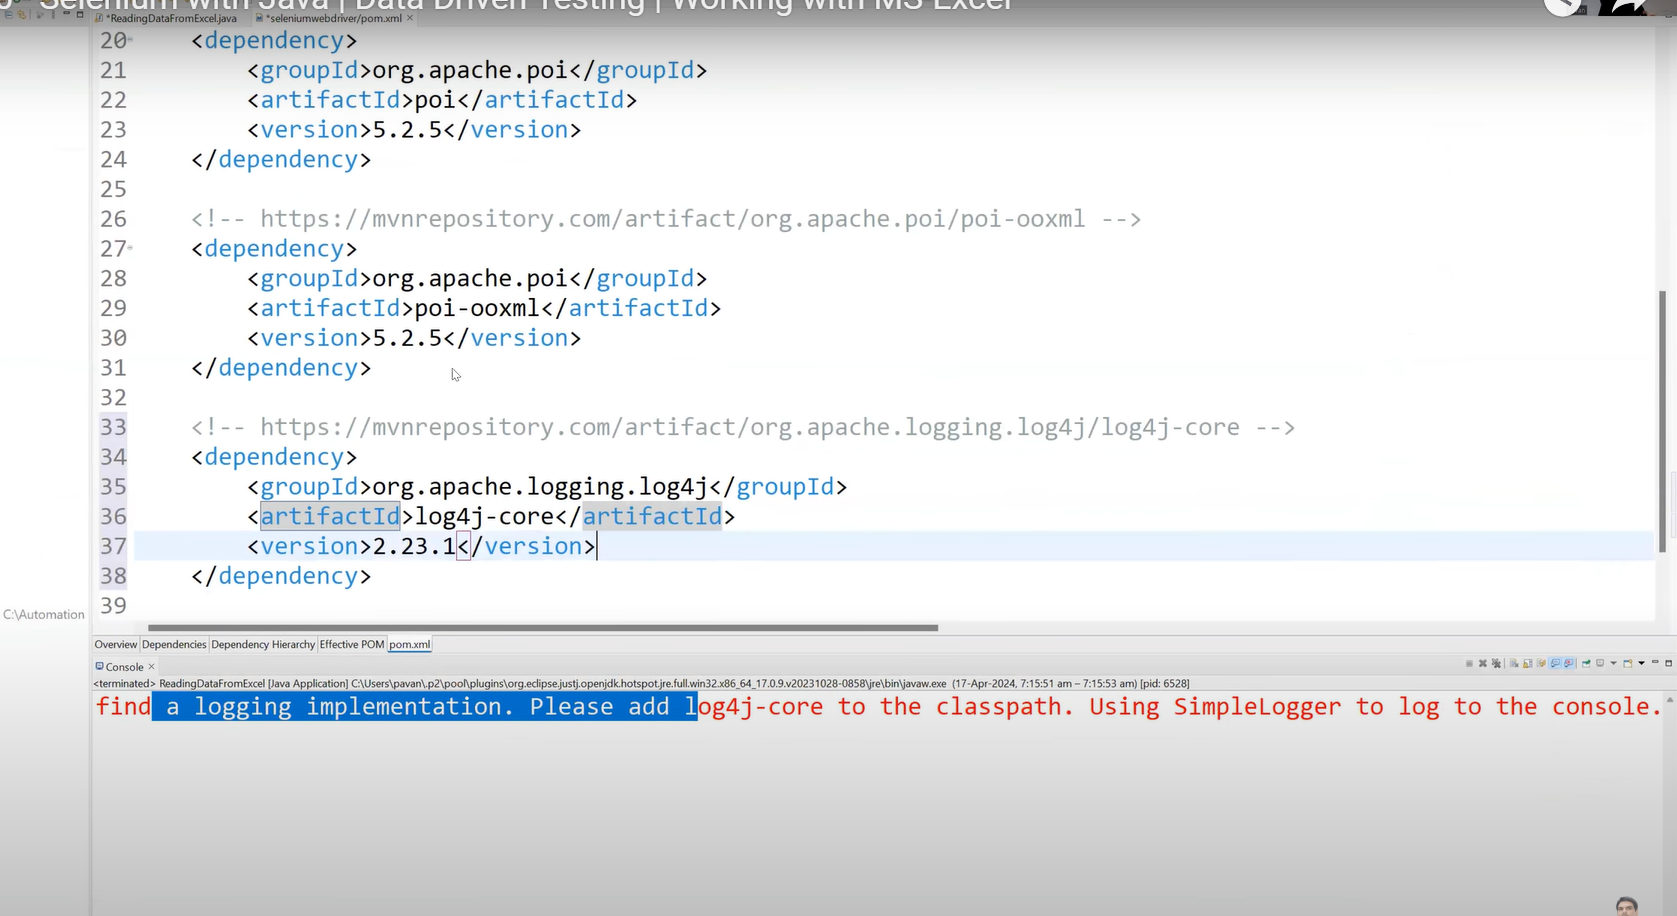 Selenium with Java | Data Driven Testing | Working with MS Excel
*ReadingDataFromExcel.java
*seleniumwebdriver/pom.xml
20 <dependency>
21 <groupId>org.apache.poi</groupId>
22 <artifactId>poi</artifactId>
23 <version>5.2.5</version>
24 </dependency>
25
26 <!-- https://mvnrepository.com/artifact/org.apache.poi/poi-ooxml -->
27 <dependency>
28 <groupId>org.apache.poi</groupId>
29 <artifactId>poi-ooxml</artifactId>
30 <version>5.2.5</version>
31 </dependency>
32
33 <!-- https://mvnrepository.com/artifact/org.apache.logging.log4j/log4j-core -->
34 <dependency>
35 <groupId>org.apache.logging.log4j</groupId>
36 <artifactId>log4j-core</artifactId>
37 <version>2.23.1</version>
38 </dependency>
39
C:\Automation
Overview Dependencies Dependency Hierarchy Effective POM pom.xml
Console
<terminated> ReadingDataFromExcel [Java Application] C:\Users\pavan\.p2\pool\plugins\org.eclipse.justj.openjdk.hotspot.jre.full.win32.x86_64_17.0.9.v20231028-0858\jre\bin\javaw.exe (17-Apr-2024, 7:15:51 am – 7:15:53 am) [pid: 6528]
find a logging implementation. Please add log4j-core to the classpath. Using SimpleLogger to log to the console.